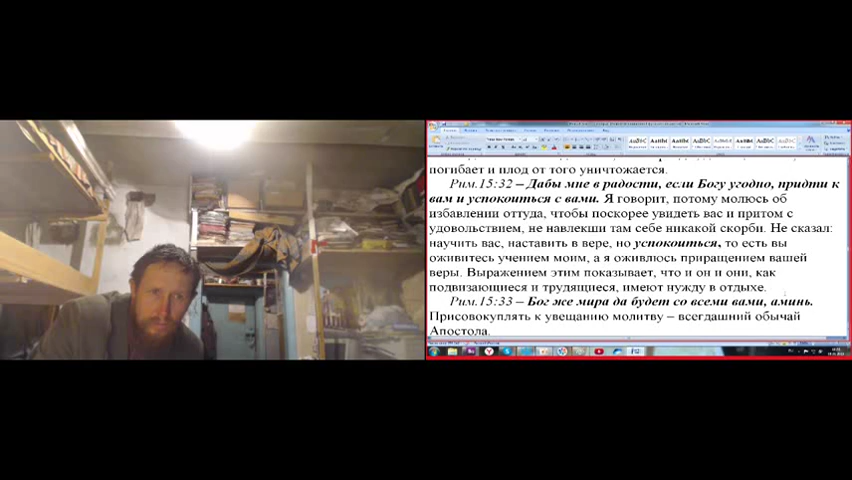 погибает и плод от того уничтожается.
Рим.15:32 – Дабы мне в радости, если Богу угодно, придти к
вам и успокоиться с вами. Я говорит, потому молюсь об
избавлении оттуда, чтобы поскорее увидеть вас и притом с
удовольствием, не навлекши там себе никакой скорби. Не сказал:
научить вас, наставить в вере, но успокоиться, то есть вы
оживитесь учением моим, а я оживлюсь приращением вашей
веры. Выражением этим показывает, что и он и они, как
подвизающиеся и трудящиеся, имеют нужду в отдыхе.
Рим.15:33 – Бог же мира да будет со всеми вами, аминь.
Присовокуплять к увещанию молитву – всегдашний обычай
Апостола.